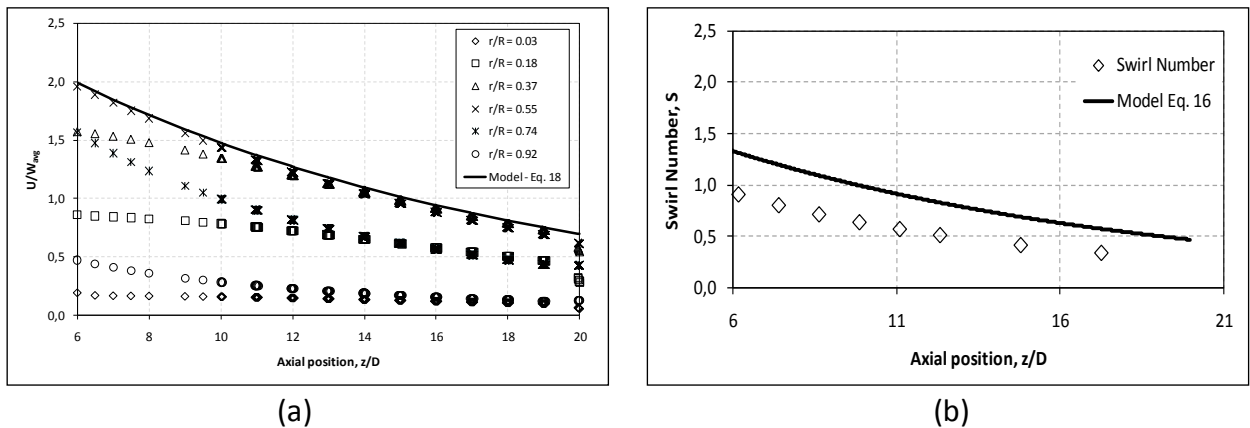 2,5
2,0
1,5
1,0
0,5
0,0
U/Wavg
6
8
10
12
14
16
18
20
Axial position, z/D
r/R = 0.03
r/R = 0.18
r/R = 0.37
r/R = 0.55
r/R = 0.74
r/R = 0.92
Model - Eq. 18
(a)
2,5
2,0
1,5
1,0
0,5
0,0
Swirl Number, S
6
11
16
21
Axial position, z/D
Swirl Number
Model Eq. 16
(b)